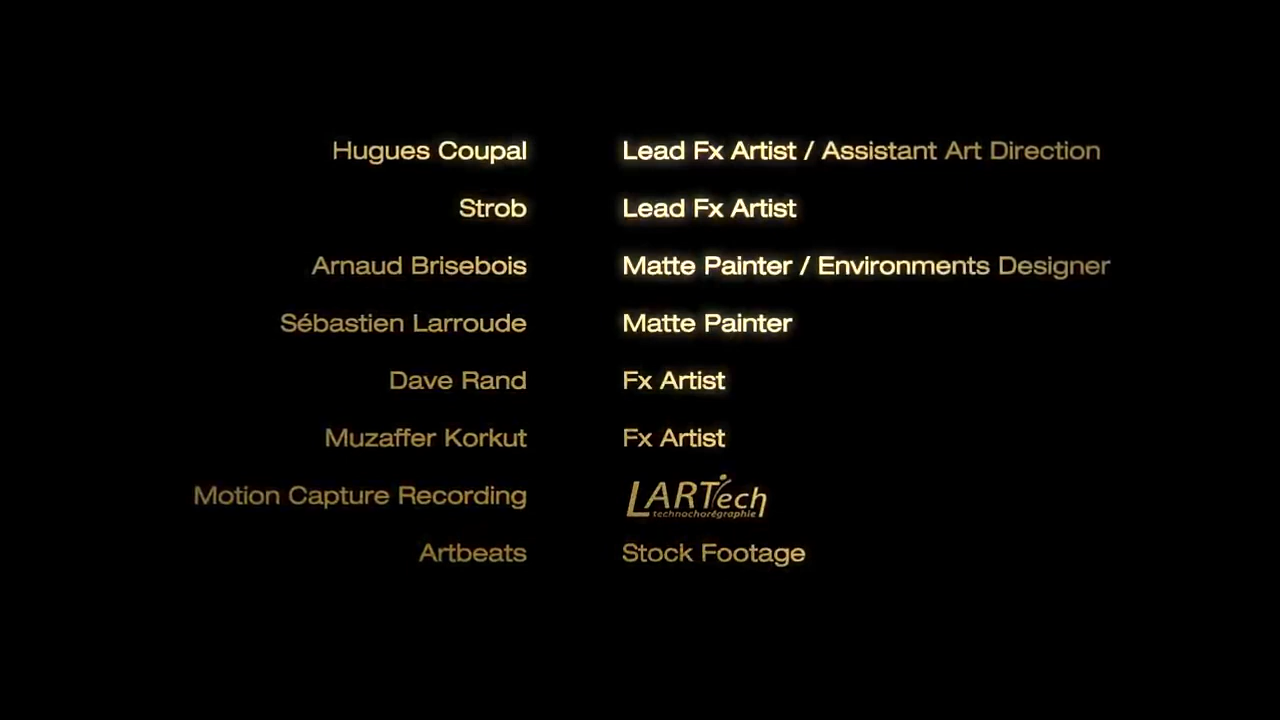 Hugues Coupal Lead Fx Artist / Assistant Art Direction
Strob Lead Fx Artist
Arnaud Brisebois Matte Painter / Environments Designer
Sébastien Larroude Matte Painter
Dave Rand Fx Artist
Muzaffer Korkut Fx Artist
Motion Capture Recording LARTech
technochorégraphie
Artbeats Stock Footage